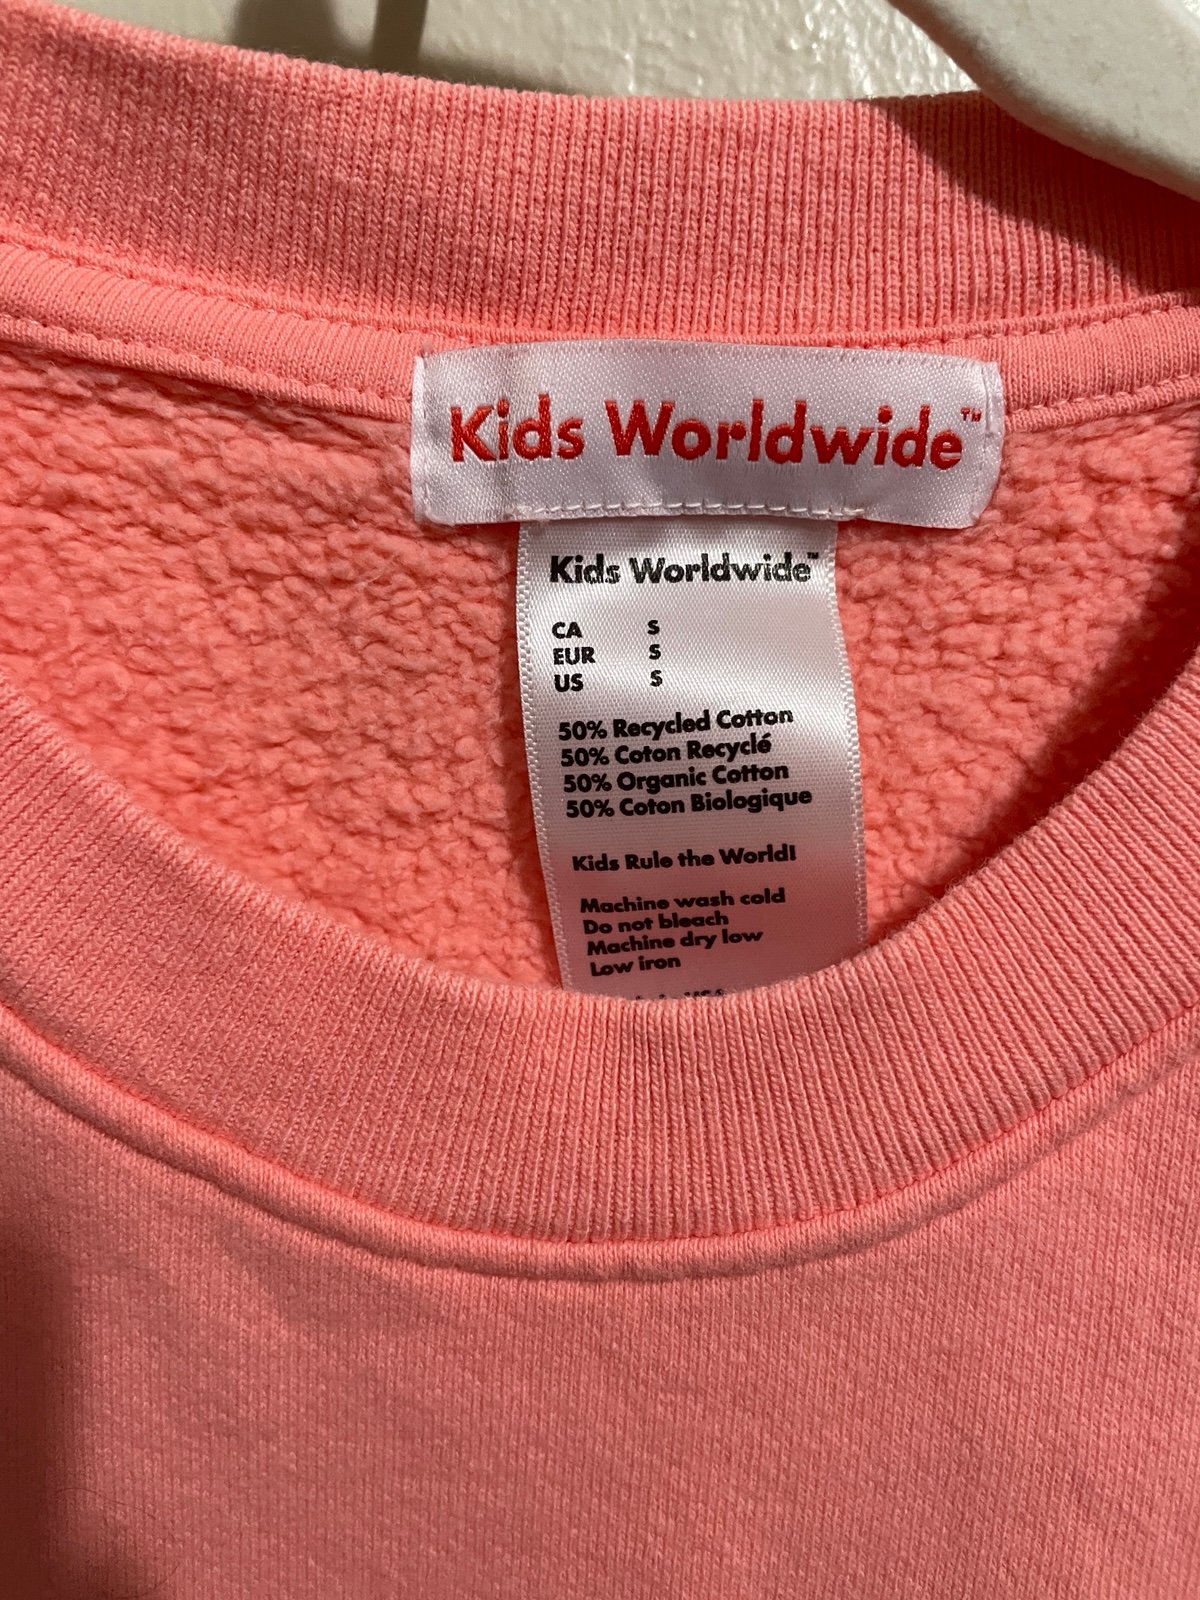 Kids Worldwide™
Kids Worldwide™
CA S
EUR S
US S
50% Recycled Cotton
50% Coton Recyclé
50% Organic Cotton
50% Coton Biologique
Kids Rule the World!
Machine wash cold
Do not bleach
Machine dry low
Low iron